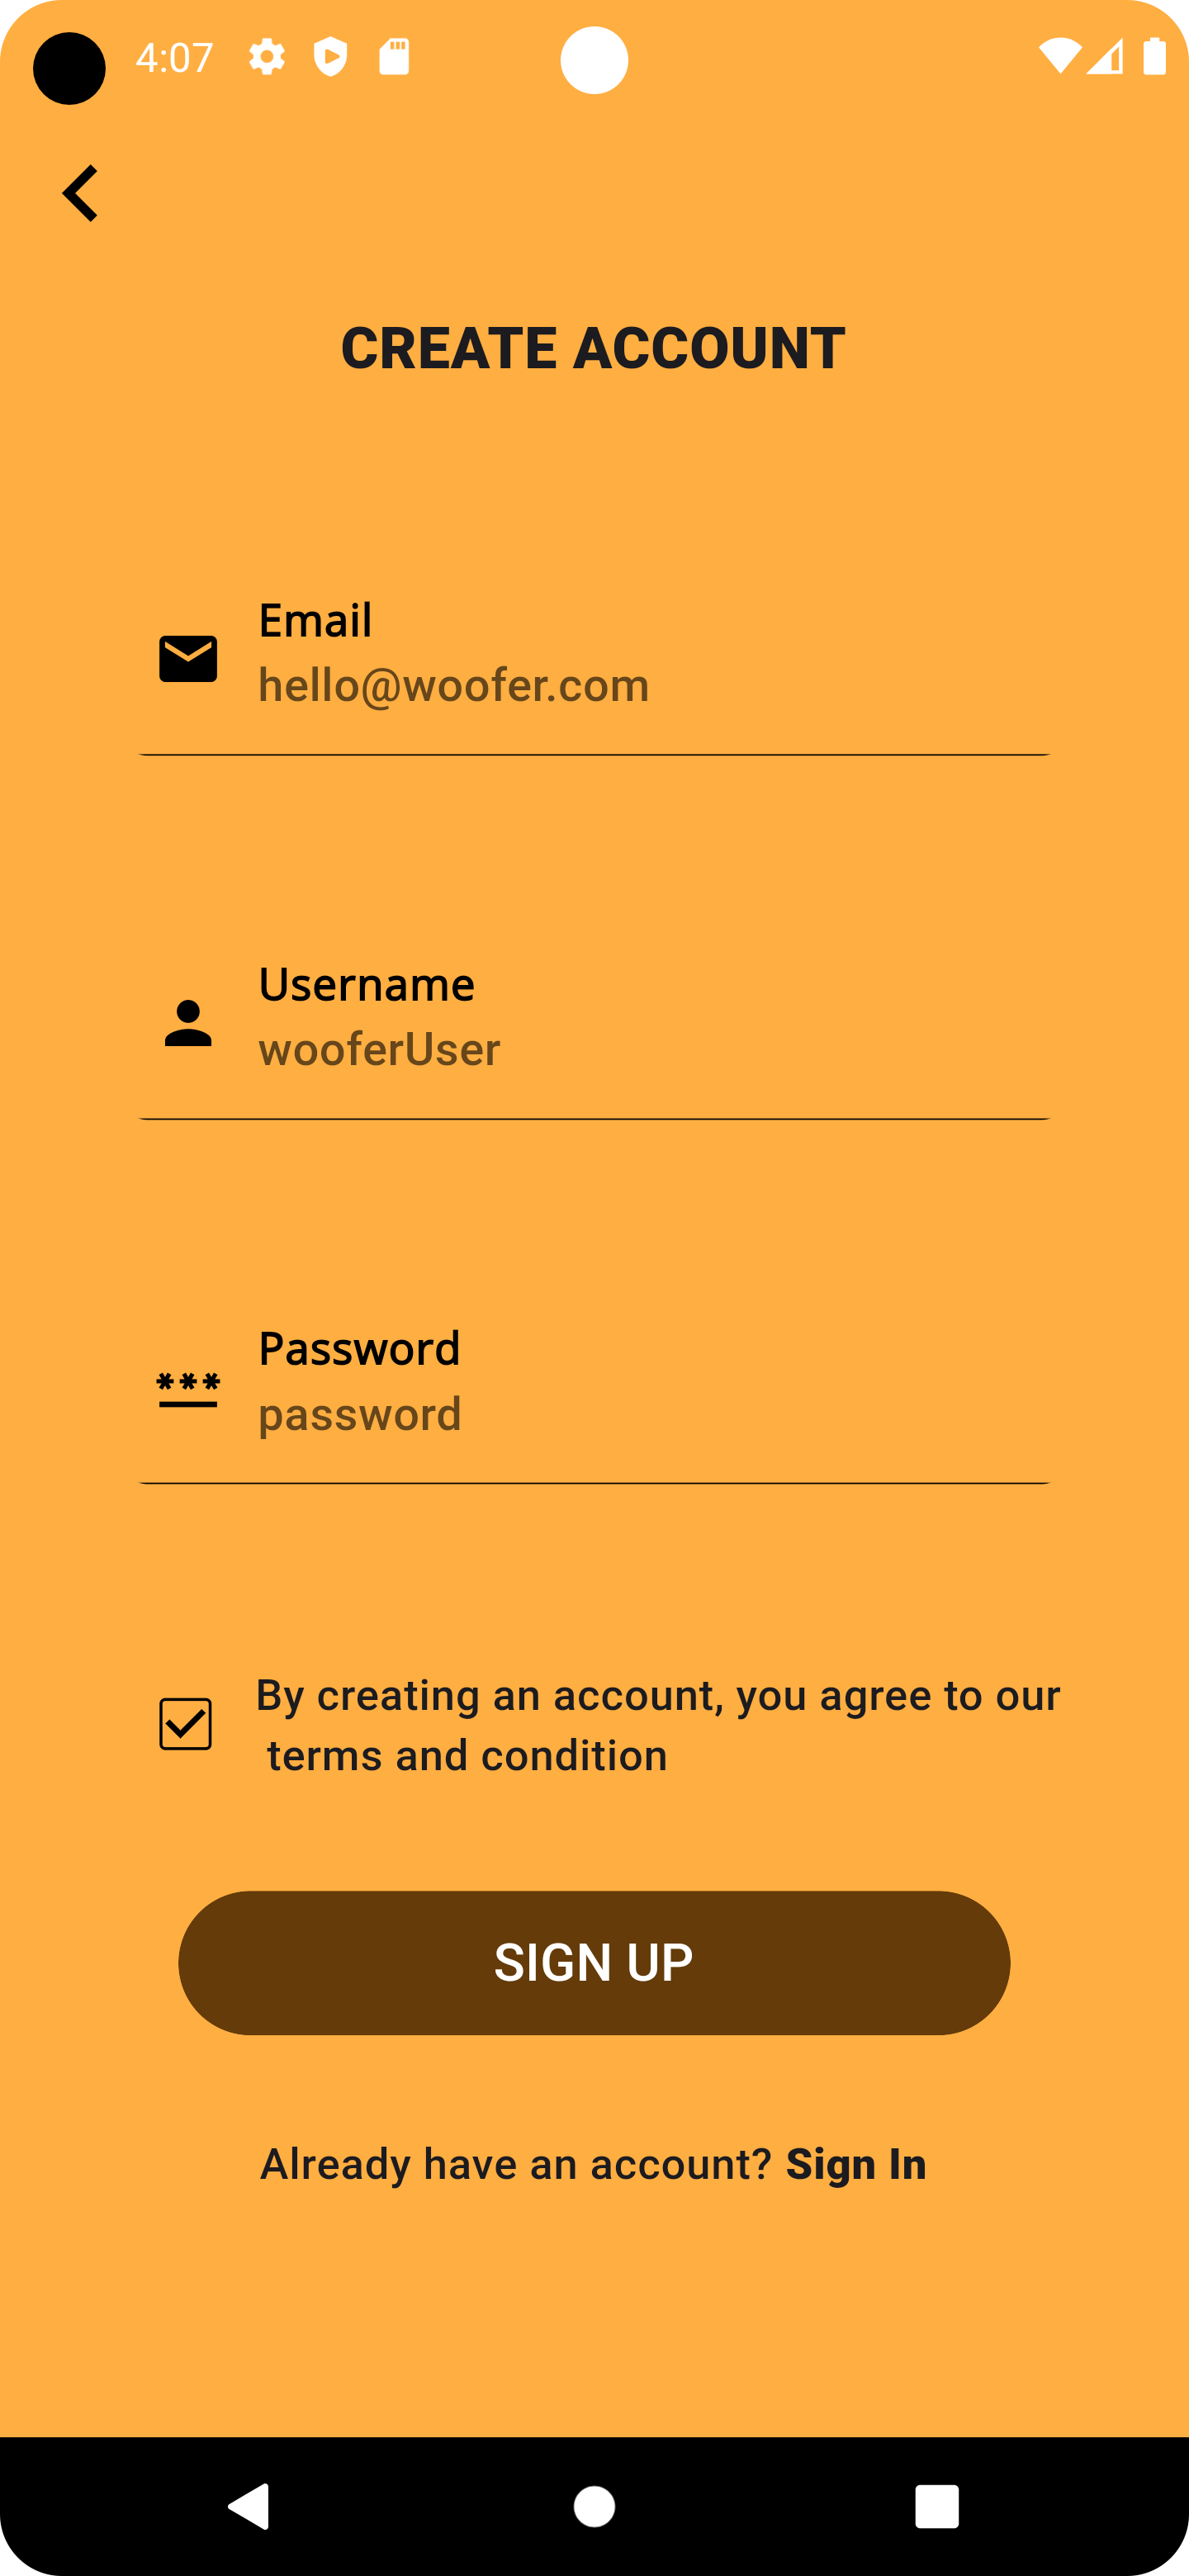 4:07
CREATE ACCOUNT
Email
hello@woofer.com
Username
wooferUser
Password
password
By creating an account, you agree to our
terms and condition
SIGN UP
Already have an account? Sign In